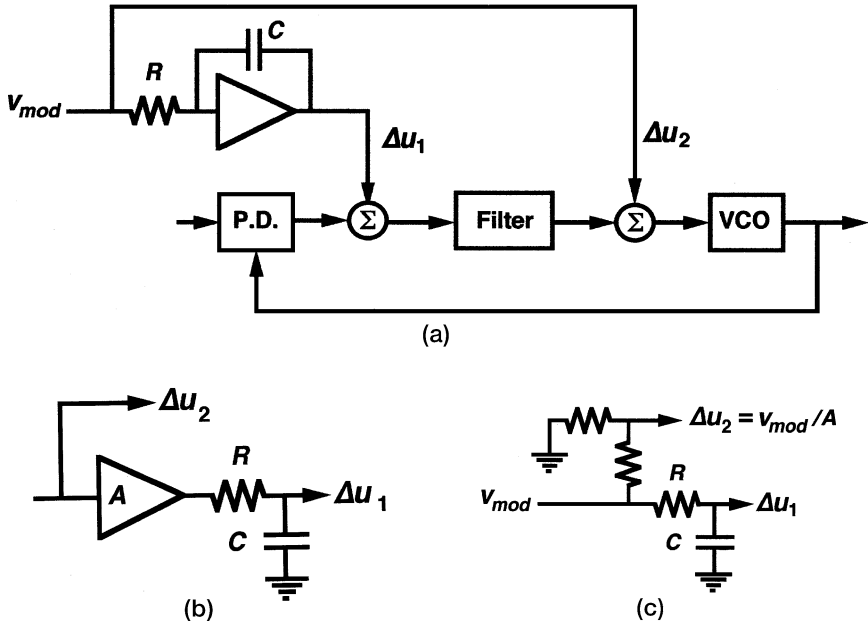 C
R
v_mod
Δu₁
Δu₂
P.D.
Σ
Filter
Σ
VCO
(a)
Δu₂
A
R
Δu₁
C
(b)
Δu₂ = v_mod/A
R
v_mod
Δu₁
C
(c)